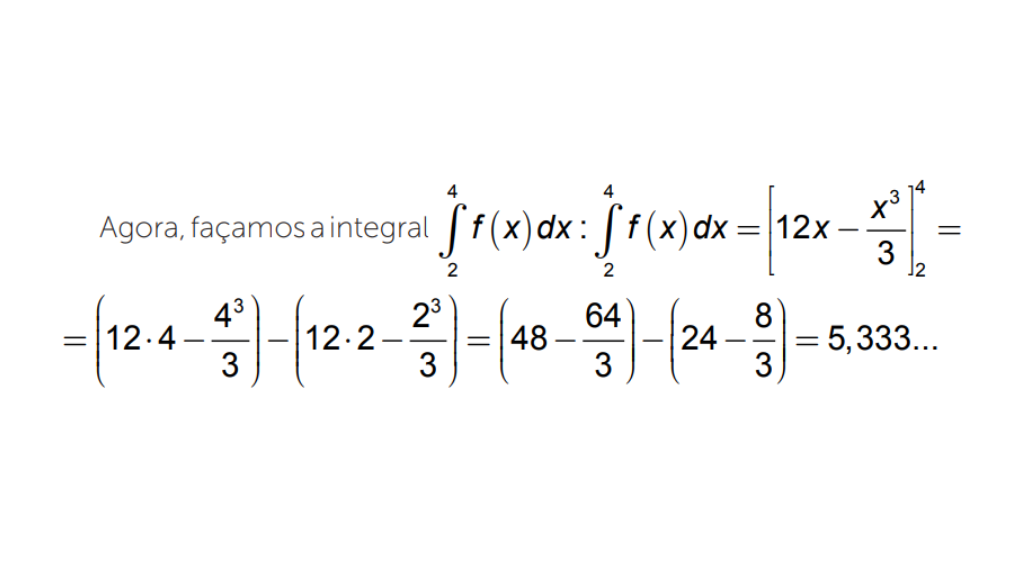 Agora, façamos a integral ∫₂⁴ f(x)dx : ∫₂⁴ f(x)dx = [12x − x³/3]₂⁴ =
= (12·4 − 4³/3) − (12·2 − 2³/3) = (48 − 64/3) − (24 − 8/3) = 5,333...